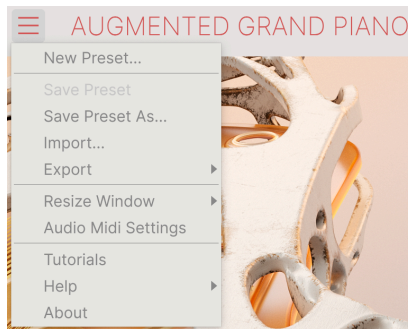 AUGMENTED GRAND PIANO
New Preset...
Save Preset
Save Preset As...
Import...
Export
Resize Window
Audio Midi Settings
Tutorials
Help
About